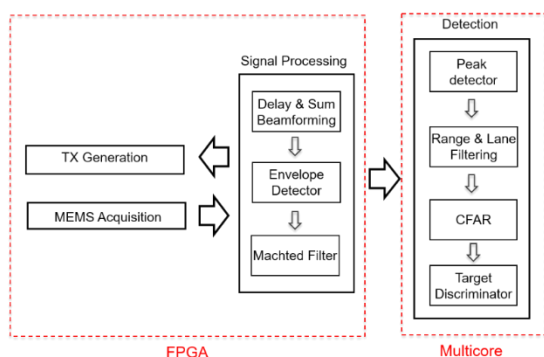 Detection
Signal Processing
Peak
detector
Delay & Sum
Beamforming
Range & Lane
Filtering
TX Generation
Envelope
Detector
MEMS Acquisition
CFAR
Machted Filter
Target
Discriminator
FPGA
Multicore